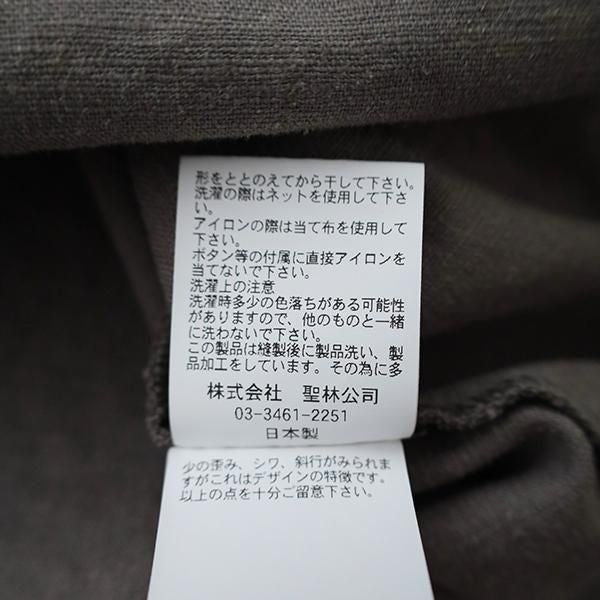 形をととのえてから干して下さい。
洗濯の際はネットを使用して下さ
い。
アイロンの際は当て布を使用して
下さい。
ボタン等の付属に直接アイロンを
当てないで下さい。
洗濯上の注意
洗濯時多少の色落ちがある可能性
がありますので、他のものと一緒
に洗わないで下さい。
この製品は縫製後に製品洗い、製
品加工をしています。その為に多
株式会社 聖林公司
03-3461-2251
日本製
少の歪み、シワ、斜行がみられま
すがこれはデザインの特徴です。
以上の点を十分ご留意下さい。